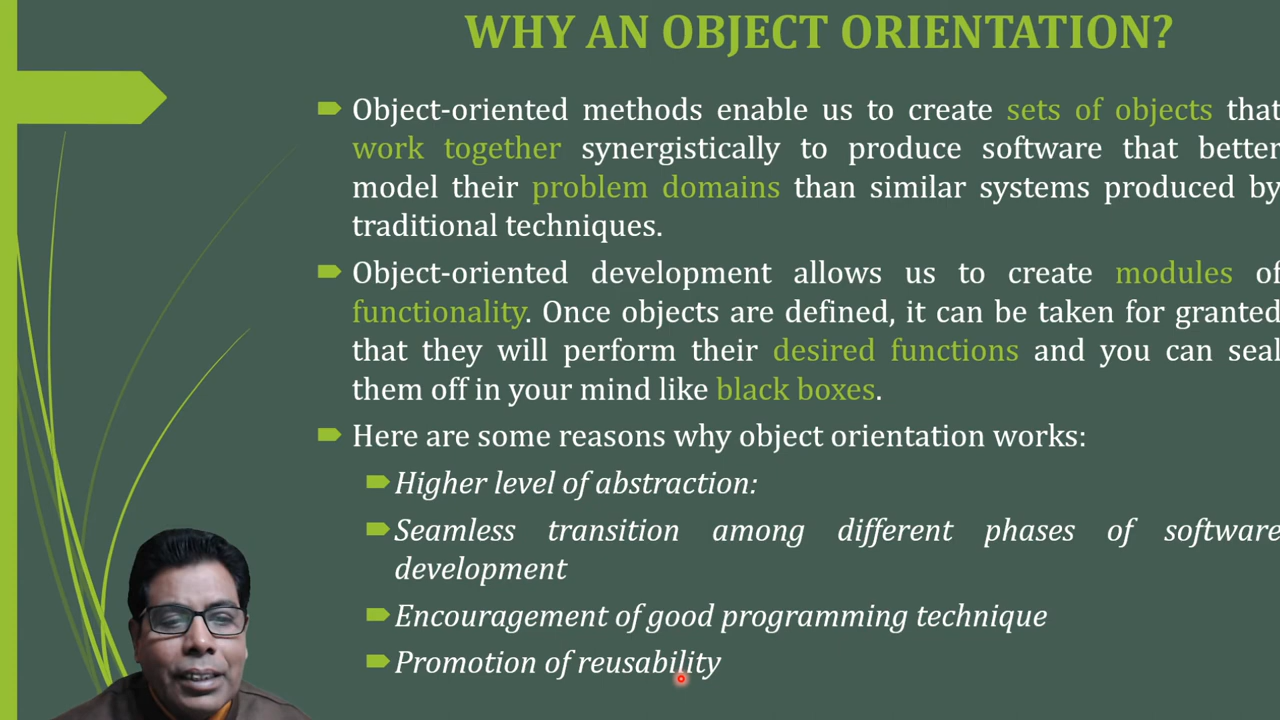 WHY AN OBJECT ORIENTATION?
Object-oriented methods enable us to create sets of objects that
work together synergistically to produce software that better
model their problem domains than similar systems produced by
traditional techniques.
Object-oriented development allows us to create modules of
functionality. Once objects are defined, it can be taken for granted
that they will perform their desired functions and you can seal
them off in your mind like black boxes.
Here are some reasons why object orientation works:
Higher level of abstraction:
Seamless transition among different phases of software
development
Encouragement of good programming technique
Promotion of reusability